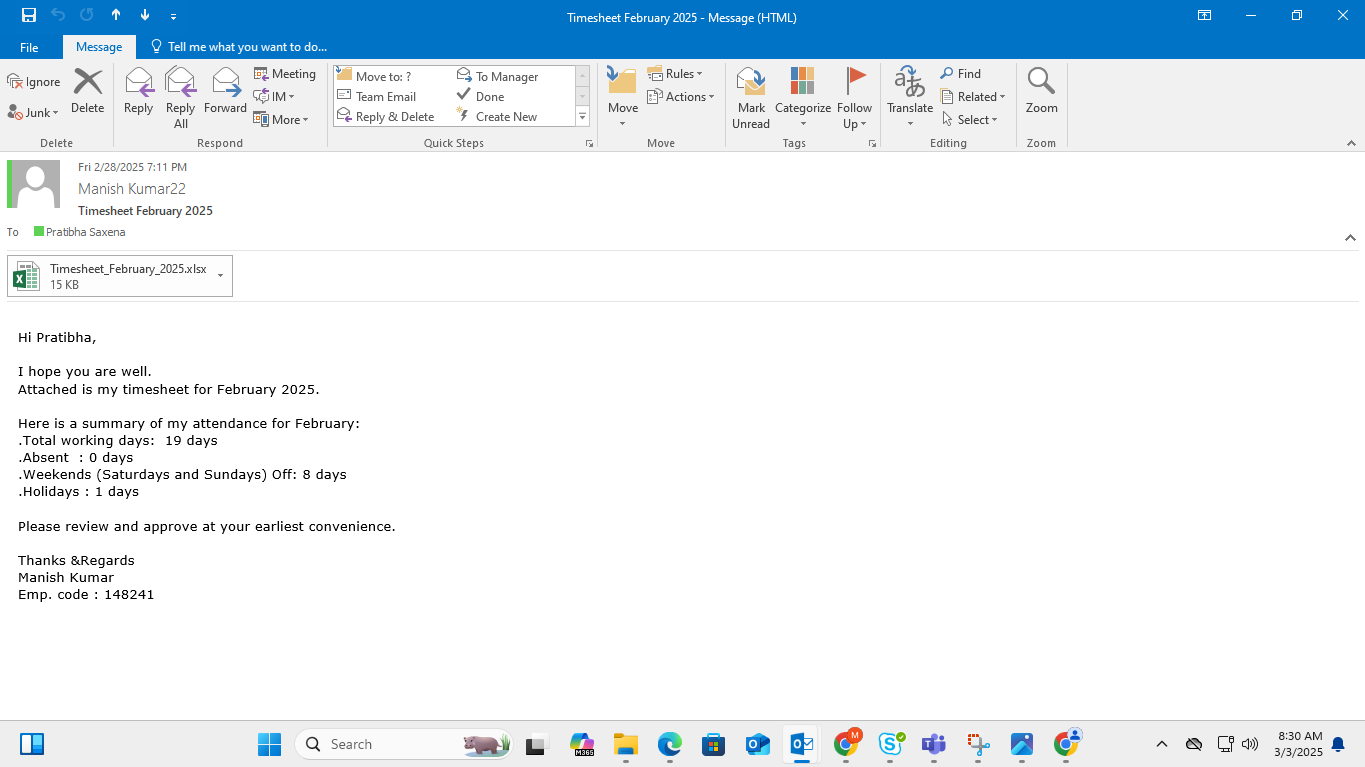 Timesheet February 2025 - Message (HTML)
File Message Tell me what you want to do...
Ignore
Junk
Delete
Delete
Reply
Reply All
Forward
Meeting
IM
More
Respond
Move to: ?
Team Email
Reply & Delete
To Manager
Done
Create New
Quick Steps
Move
Rules
Actions
Move
Mark Unread
Categorize
Follow Up
Tags
Translate
Find
Related
Select
Editing
Zoom
Zoom
Fri 2/28/2025 7:11 PM
Manish Kumar22
Timesheet February 2025
To Pratibha Saxena
Timesheet_February_2025.xlsx
15 KB
Hi Pratibha,
I hope you are well.
Attached is my timesheet for February 2025.
Here is a summary of my attendance for February:
.Total working days:  19 days
.Absent  : 0 days
.Weekends (Saturdays and Sundays) Off: 8 days
.Holidays : 1 days
Please review and approve at your earliest convenience.
Thanks &Regards
Manish Kumar
Emp. code : 148241
Search
M365
M
8:30 AM
3/3/2025